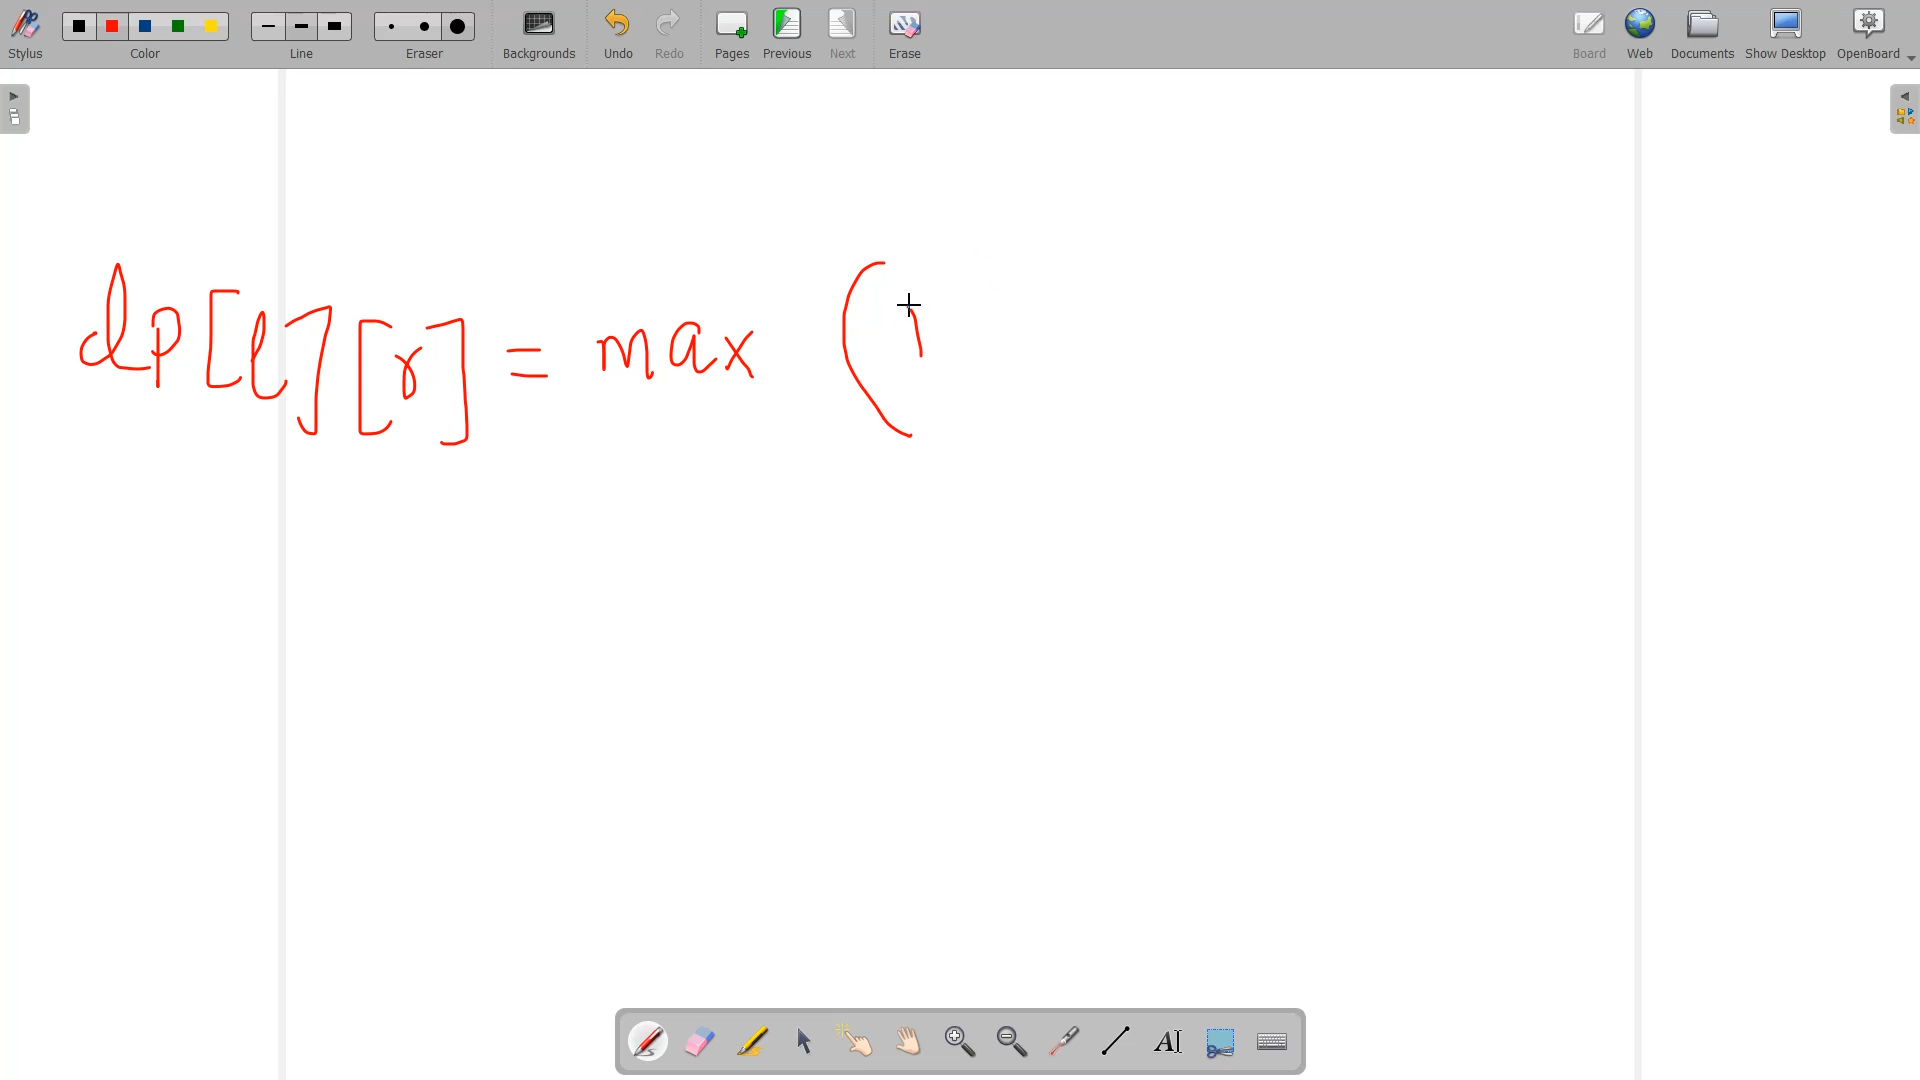 Stylus Color Line Eraser Backgrounds Undo Redo Pages Previous Next Erase Board Web Documents Show Desktop OpenBoard
dp[l][r] = max (